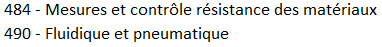 484 - Mesures et contrôle résistance des matériaux
490 - Fluidique et pneumatique